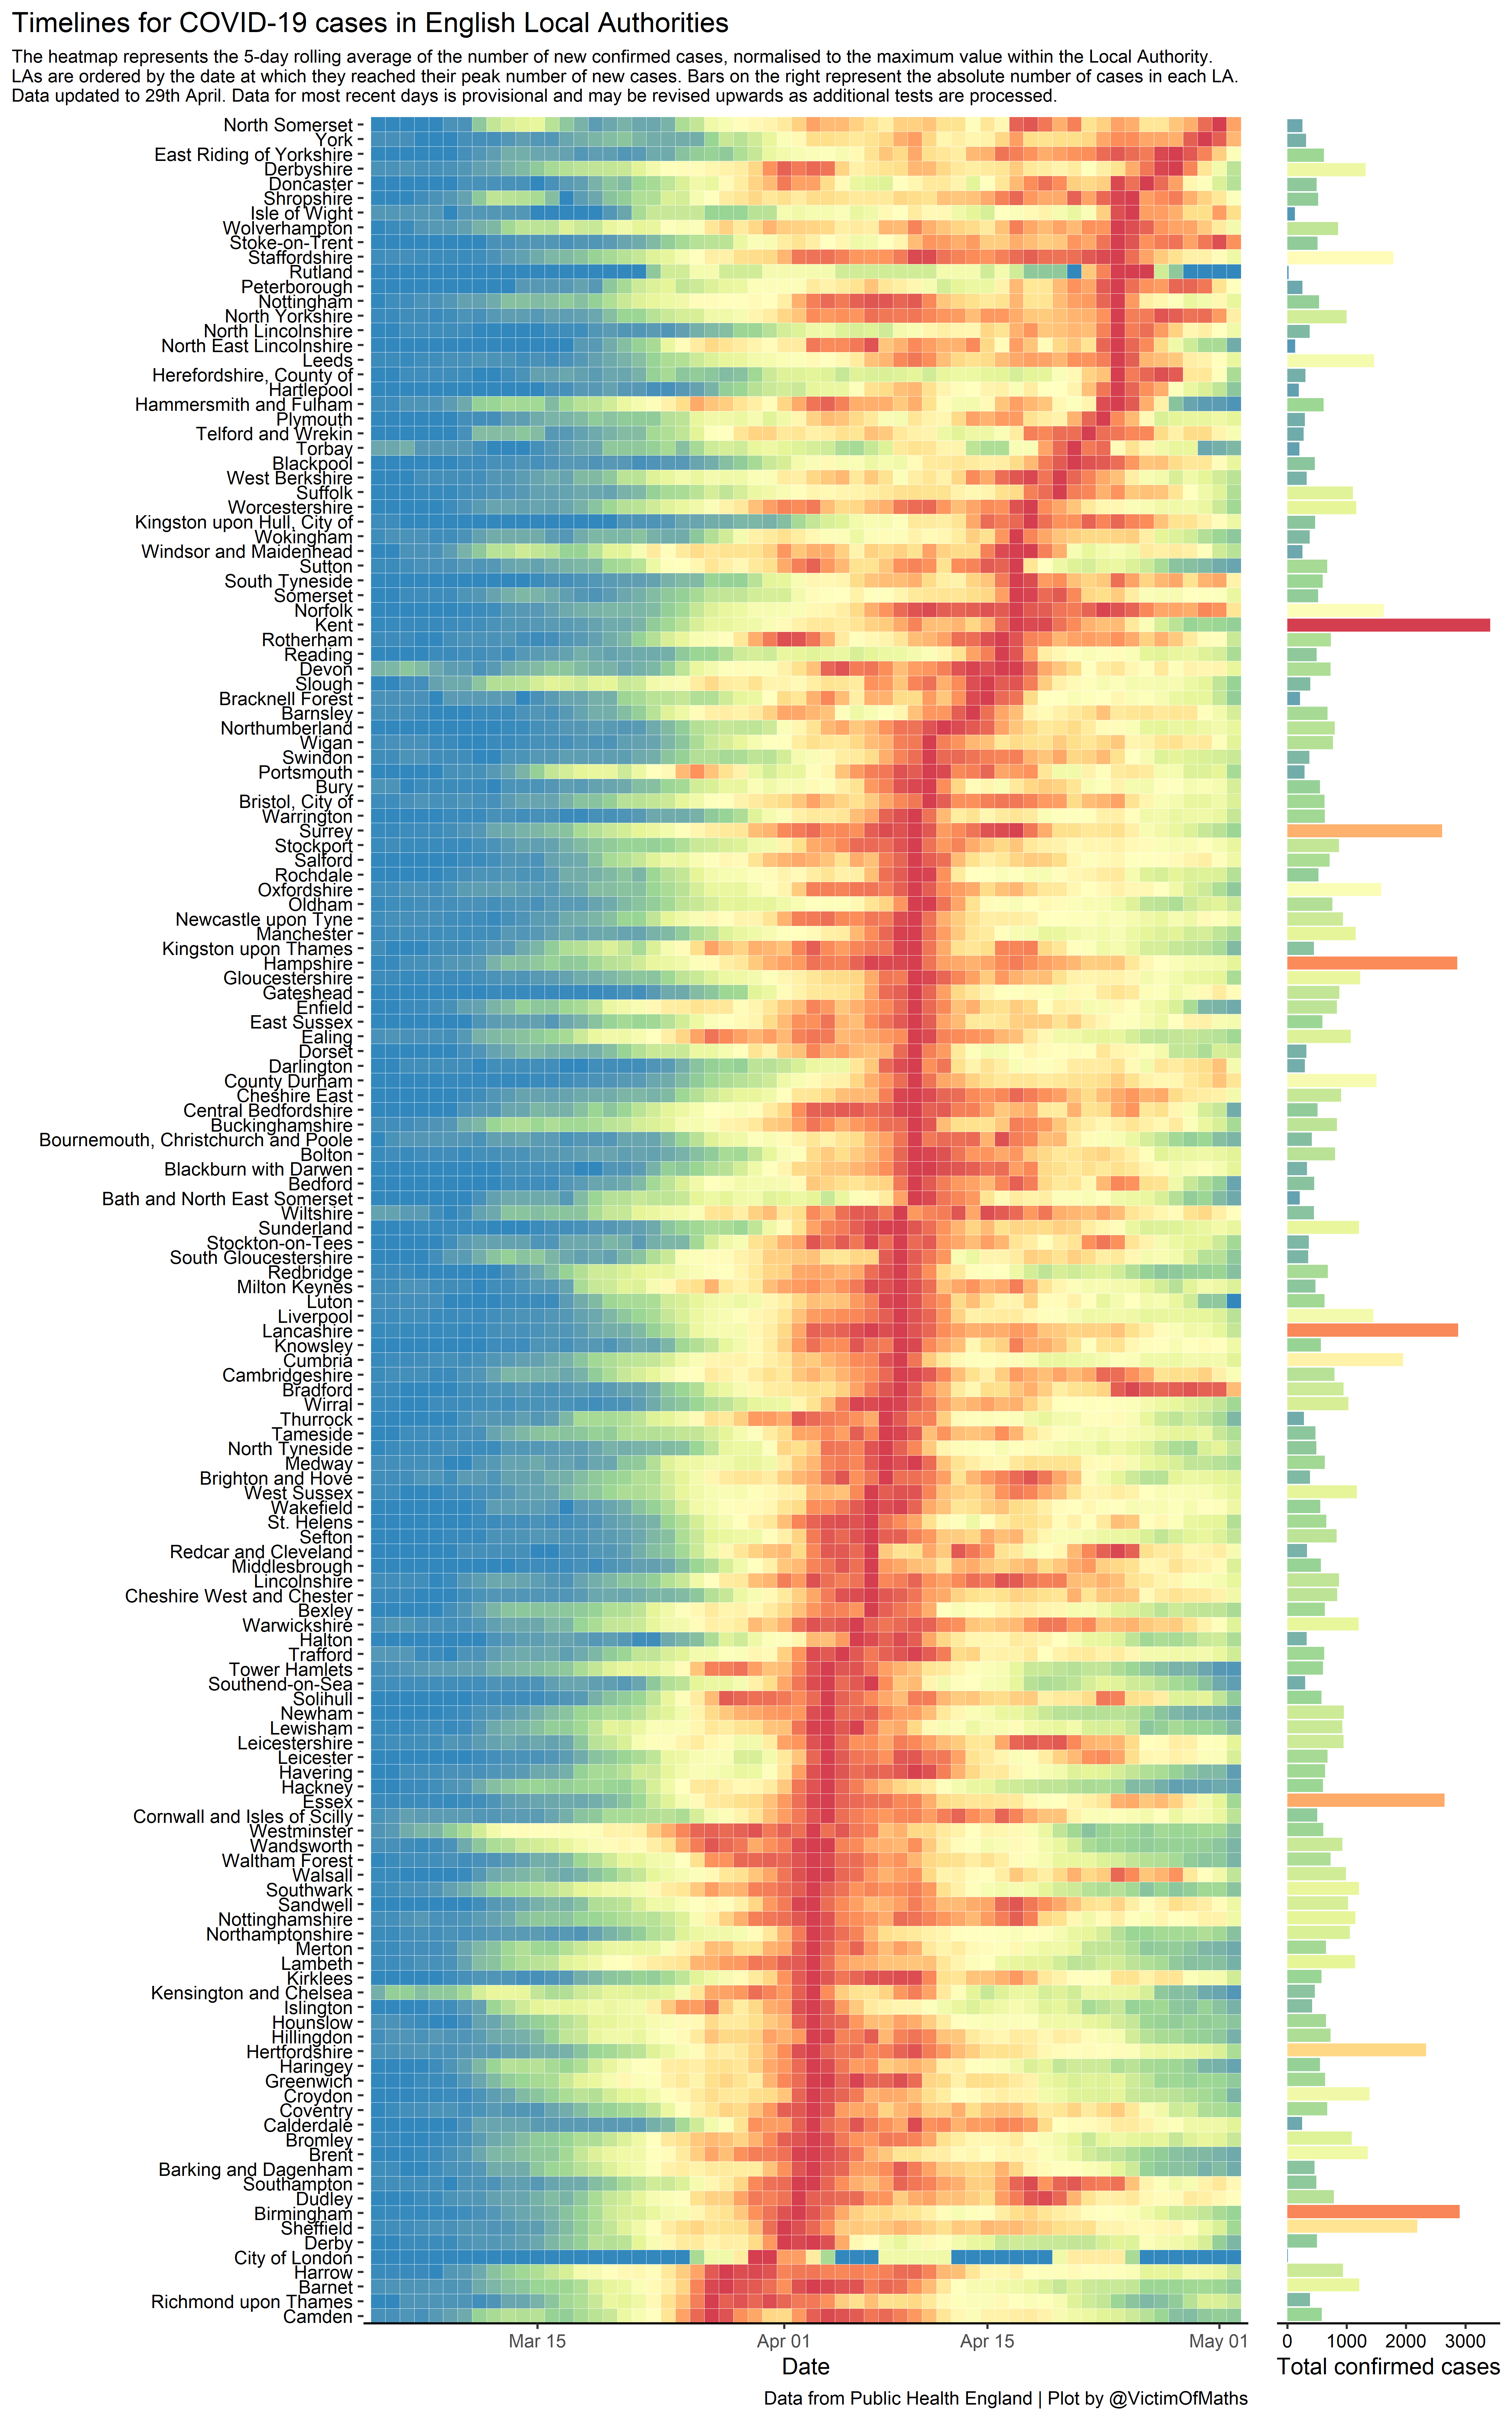 Timelines for COVID-19 cases in English Local Authorities
The heatmap represents the 5-day rolling average of the number of new confirmed cases, normalised to the maximum value within the Local Authority.
LAs are ordered by the date at which they reached their peak number of new cases. Bars on the right represent the absolute number of cases in each LA.
Data updated to 29th April. Data for most recent days is provisional and may be revised upwards as additional tests are processed.
North Somerset
York
East Riding of Yorkshire
Derbyshire
Doncaster
Shropshire
Isle of Wight
Wolverhampton
Stoke-on-Trent
Staffordshire
Rutland
Peterborough
Nottingham
North Yorkshire
North Lincolnshire
North East Lincolnshire
Leeds
Herefordshire, County of
Hartlepool
Hammersmith and Fulham
Plymouth
Telford and Wrekin
Torbay
Blackpool
West Berkshire
Suffolk
Worcestershire
Kingston upon Hull, City of
Wokingham
Windsor and Maidenhead
Sutton
South Tyneside
Somerset
Norfolk
Kent
Rotherham
Reading
Devon
Slough
Bracknell Forest
Barnsley
Northumberland
Wigan
Swindon
Portsmouth
Bury
Bristol, City of
Warrington
Surrey
Stockport
Salford
Rochdale
Oxfordshire
Oldham
Newcastle upon Tyne
Manchester
Kingston upon Thames
Hampshire
Gloucestershire
Gateshead
Enfield
East Sussex
Ealing
Dorset
Darlington
County Durham
Cheshire East
Central Bedfordshire
Buckinghamshire
Bournemouth, Christchurch and Poole
Bolton
Blackburn with Darwen
Bedford
Bath and North East Somerset
Wiltshire
Sunderland
Stockton-on-Tees
South Gloucestershire
Redbridge
Milton Keynes
Luton
Liverpool
Lancashire
Knowsley
Cumbria
Cambridgeshire
Bradford
Wirral
Thurrock
Tameside
North Tyneside
Medway
Brighton and Hove
West Sussex
Wakefield
St. Helens
Sefton
Redcar and Cleveland
Middlesbrough
Lincolnshire
Cheshire West and Chester
Bexley
Warwickshire
Halton
Trafford
Tower Hamlets
Southend-on-Sea
Solihull
Newham
Lewisham
Leicestershire
Leicester
Havering
Hackney
Essex
Cornwall and Isles of Scilly
Westminster
Wandsworth
Waltham Forest
Walsall
Southwark
Sandwell
Nottinghamshire
Northamptonshire
Merton
Lambeth
Kirklees
Kensington and Chelsea
Islington
Hounslow
Hillingdon
Hertfordshire
Haringey
Greenwich
Croydon
Coventry
Calderdale
Bromley
Brent
Barking and Dagenham
Southampton
Dudley
Birmingham
Sheffield
Derby
City of London
Harrow
Barnet
Richmond upon Thames
Camden
Mar 15 Apr 01 Apr 15 May 01
Date
0 1000 2000 3000
Total confirmed cases
Data from Public Health England | Plot by @VictimOfMaths